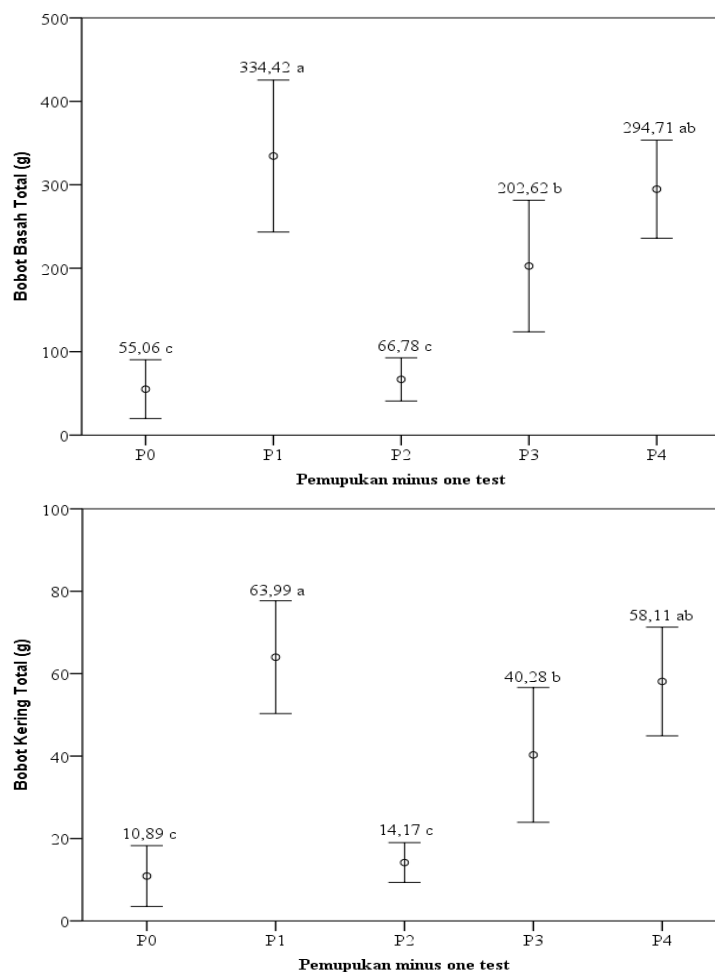 Bobot Basah Total (g)
500
400
300
200
100
0
334,42 a
294,71 ab
202,62 b
55,06 c
66,78 c
P0 P1 P2 P3 P4
Pemupukan minus one test
Bobot Kering Total (g)
100
80
60
40
20
0
63,99 a
58,11 ab
40,28 b
10,89 c
14,17 c
P0 P1 P2 P3 P4
Pemupukan minus one test